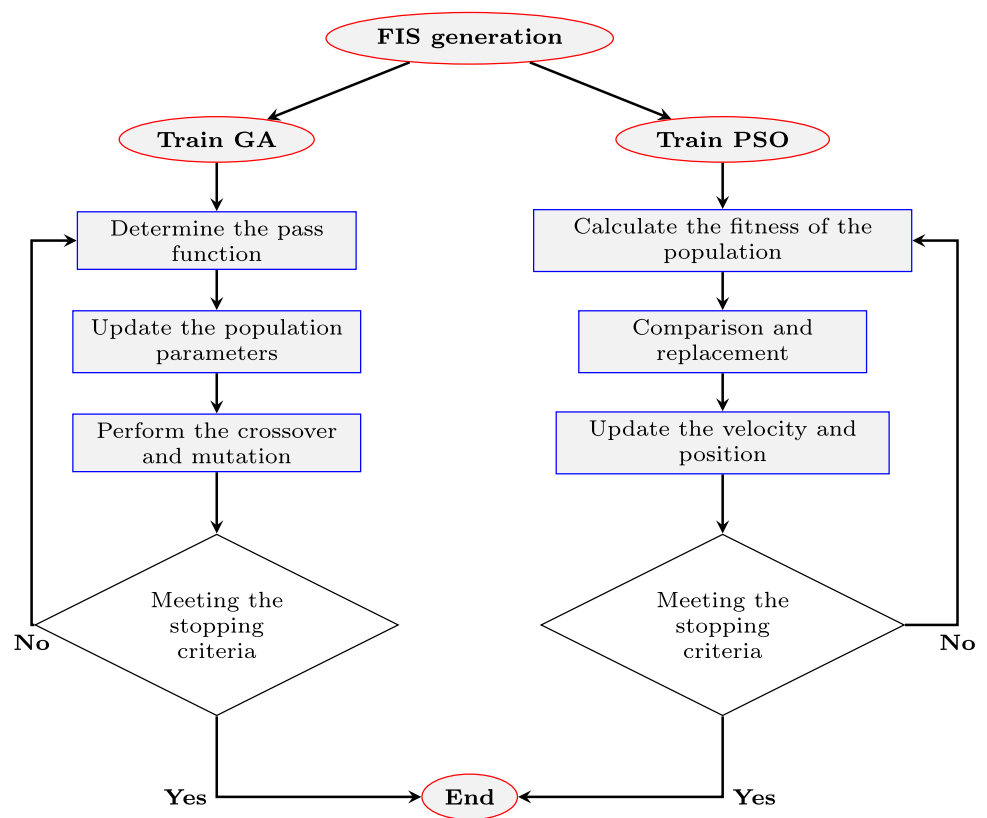 FIS generation
Train GA
Train PSO
Determine the pass
function
Calculate the fitness of the
population
Update the population
parameters
Comparison and
replacement
Perform the crossover
and mutation
Update the velocity and
position
Meeting the
stopping
criteria
Meeting the
stopping
criteria
No
No
Yes
End
Yes